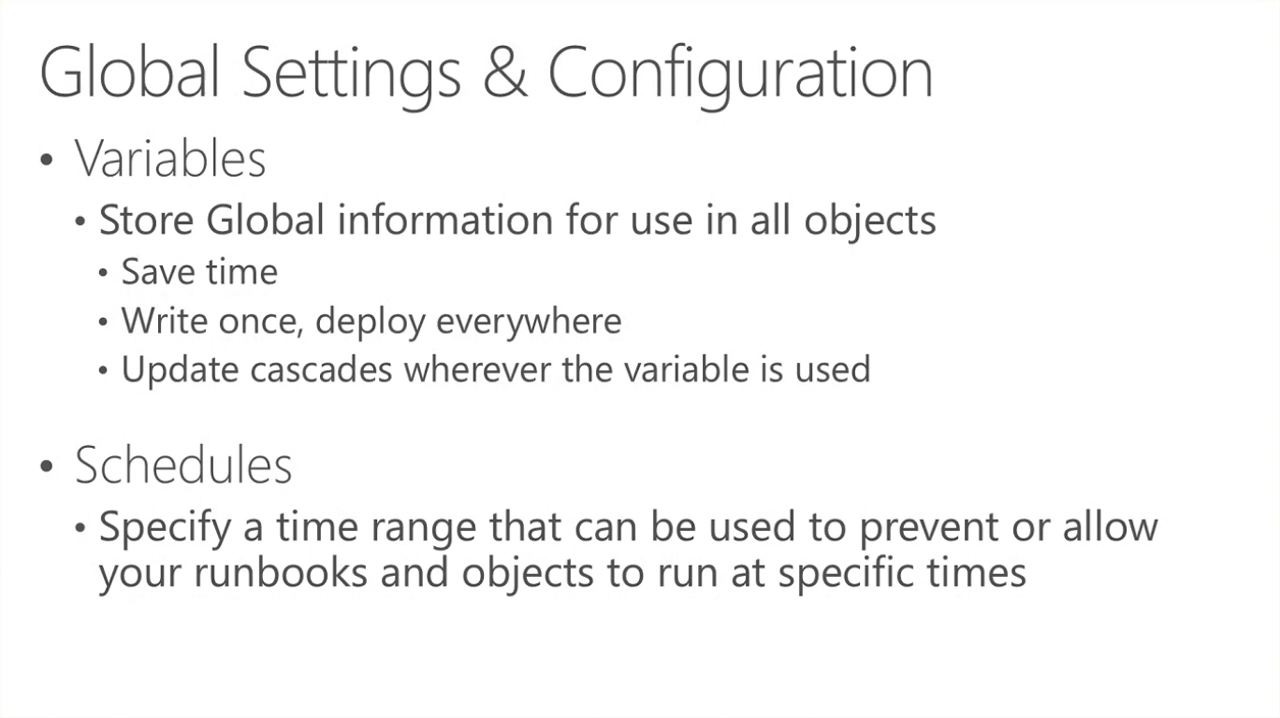 Global Settings & Configuration
• Variables
• Store Global information for use in all objects
• Save time
• Write once, deploy everywhere
• Update cascades wherever the variable is used
• Schedules
• Specify a time range that can be used to prevent or allow
your runbooks and objects to run at specific times